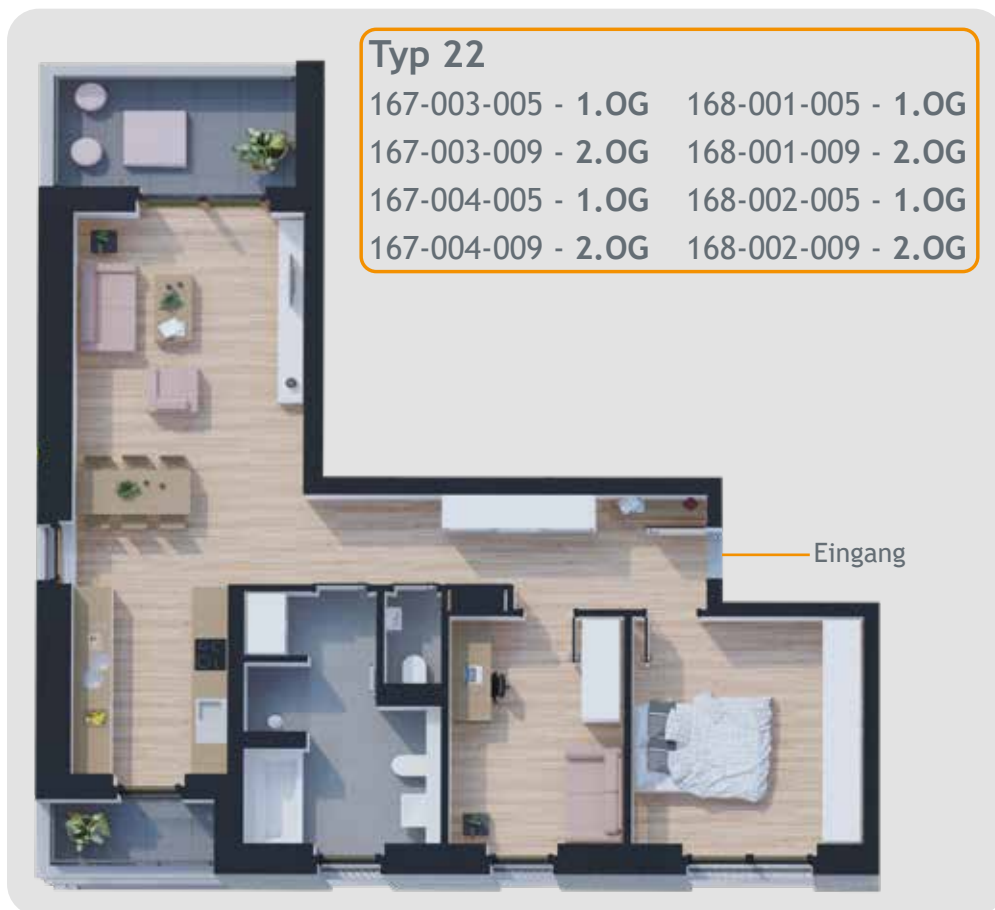 Typ 22
167-003-005 - 1.OG 168-001-005 - 1.OG
167-003-009 - 2.OG 168-001-009 - 2.OG
167-004-005 - 1.OG 168-002-005 - 1.OG
167-004-009 - 2.OG 168-002-009 - 2.OG
Eingang